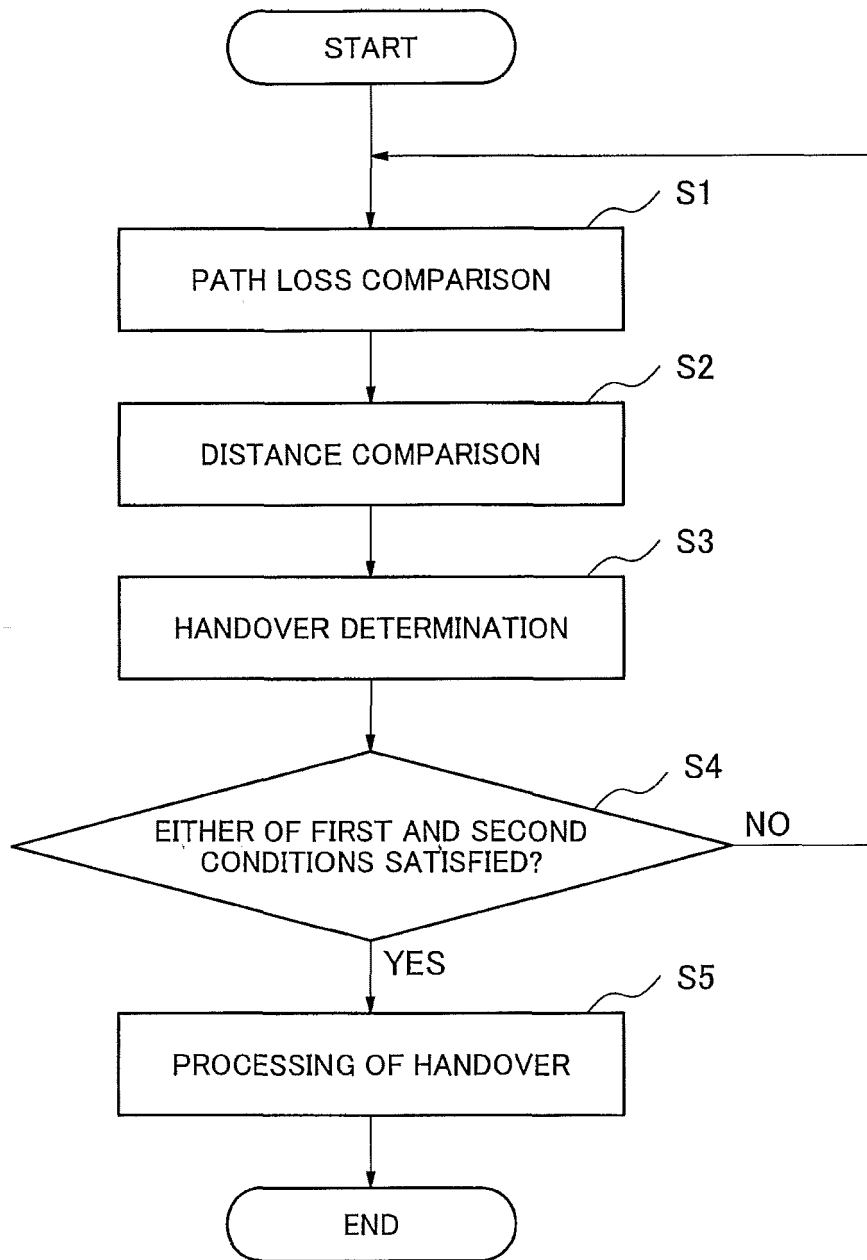 START
S1
PATH LOSS COMPARISON
S2
DISTANCE COMPARISON
S3
HANDOVER DETERMINATION
S4
EITHER OF FIRST AND SECOND
CONDITIONS SATISFIED?
NO
YES
S5
PROCESSING OF HANDOVER
END